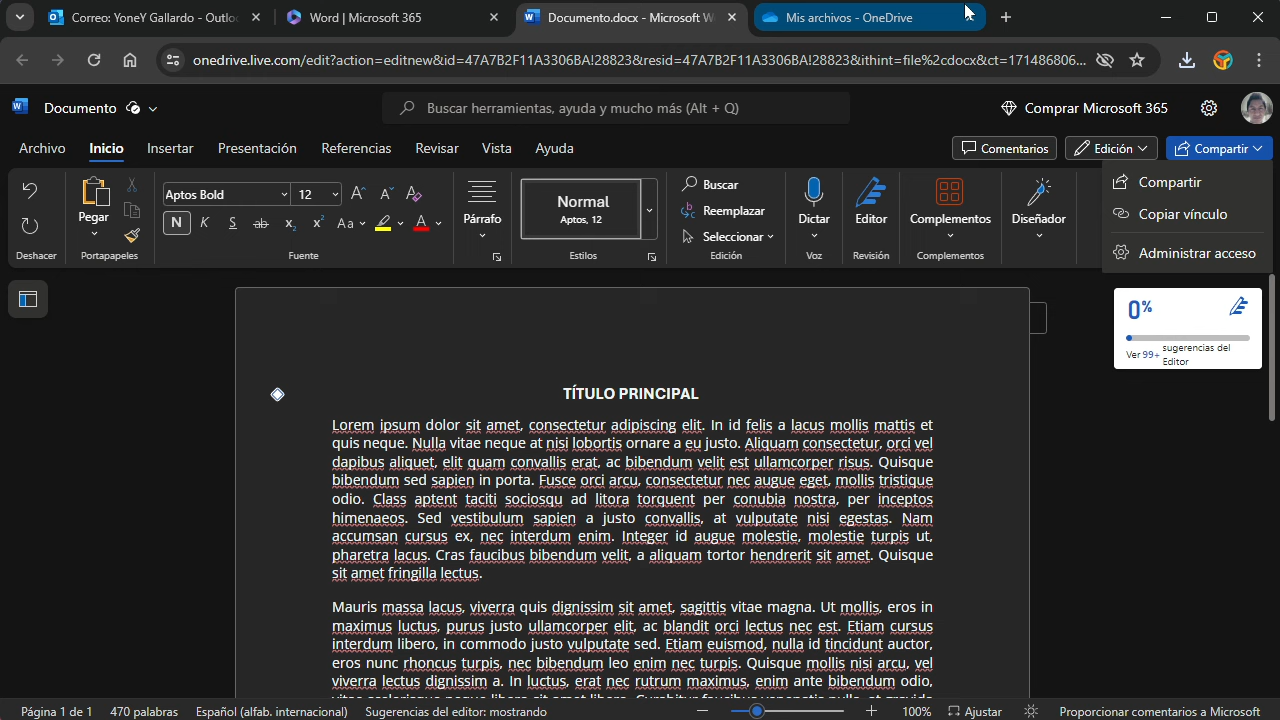 Correo: YoneY Gallardo - Outlo
Word | Microsoft 365
Documento.docx - Microsoft W
Mis archivos - OneDrive
onedrive.live.com/edit?action=editnew&id=47A7B2F11A3306BA!28823&resid=47A7B2F11A3306BA!28823&ithint=file%2cdocx&ct=171486806...
Documento
Buscar herramientas, ayuda y mucho más (Alt + Q)
Comprar Microsoft 365
Archivo Inicio Insertar Presentación Referencias Revisar Vista Ayuda
Comentarios Edición Compartir
Pegar
Aptos Bold 12
N K S ab x₂ x² Aa A
Párrafo
Normal
Aptos, 12
Buscar
Reemplazar
Seleccionar
Dictar
Editor
Complementos
Diseñador
Deshacer Portapapeles Fuente Estilos Edición Voz Revisión Complementos
Compartir
Copiar vínculo
Administrar acceso
0%
Ver 99+ sugerencias del
Editor
TÍTULO PRINCIPAL
Lorem ipsum dolor sit amet, consectetur adipiscing elit. In id felis a lacus mollis mattis et
quis neque. Nulla vitae neque at nisi lobortis ornare a eu justo. Aliquam consectetur, orci vel
dapibus aliquet, elit quam convallis erat, ac bibendum velit est ullamcorper risus. Quisque
bibendum sed sapien in porta. Fusce orci arcu, consectetur nec augue eget, mollis tristique
odio. Class aptent taciti sociosqu ad litora torquent per conubia nostra, per inceptos
himenaeos. Sed vestibulum sapien a justo convallis, at vulputate nisi egestas. Nam
accumsan cursus ex, nec interdum enim. Integer id augue molestie, molestie turpis ut,
pharetra lacus. Cras faucibus bibendum velit, a aliquam tortor hendrerit sit amet. Quisque
sit amet fringilla lectus.
Mauris massa lacus, viverra quis dignissim sit amet, sagittis vitae magna. Ut mollis, eros in
maximus luctus, purus justo ullamcorper elit, ac blandit orci lectus nec est. Etiam cursus
interdum libero, in commodo justo vulputate sed. Etiam euismod, nulla id tincidunt auctor,
eros nunc rhoncus turpis, nec bibendum leo enim nec turpis. Quisque mollis nisi arcu, vel
viverra lectus dignissim a. In luctus, erat nec rutrum maximus, enim ante bibendum odio,
Página 1 de 1 470 palabras Español (alfab. internacional) Sugerencias del editor: mostrando
100% Ajustar Proporcionar comentarios a Microsoft